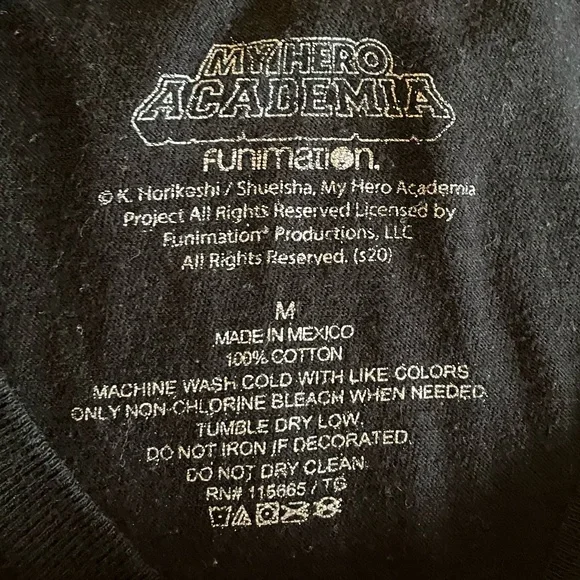 MY HERO
ACADEMIA
FUNIMATION.
© K. Horikoshi / Shueisha, My Hero Academia
Project All Rights Reserved Licensed by
Funimation® Productions, LLC
All Rights Reserved. (s20)
M
MADE IN MEXICO
100% COTTON
MACHINE WASH COLD WITH LIKE COLORS
ONLY NON-CHLORINE BLEACH WHEN NEEDED.
TUMBLE DRY LOW.
DO NOT IRON IF DECORATED.
DO NOT DRY CLEAN.
RN# 115665 / TG